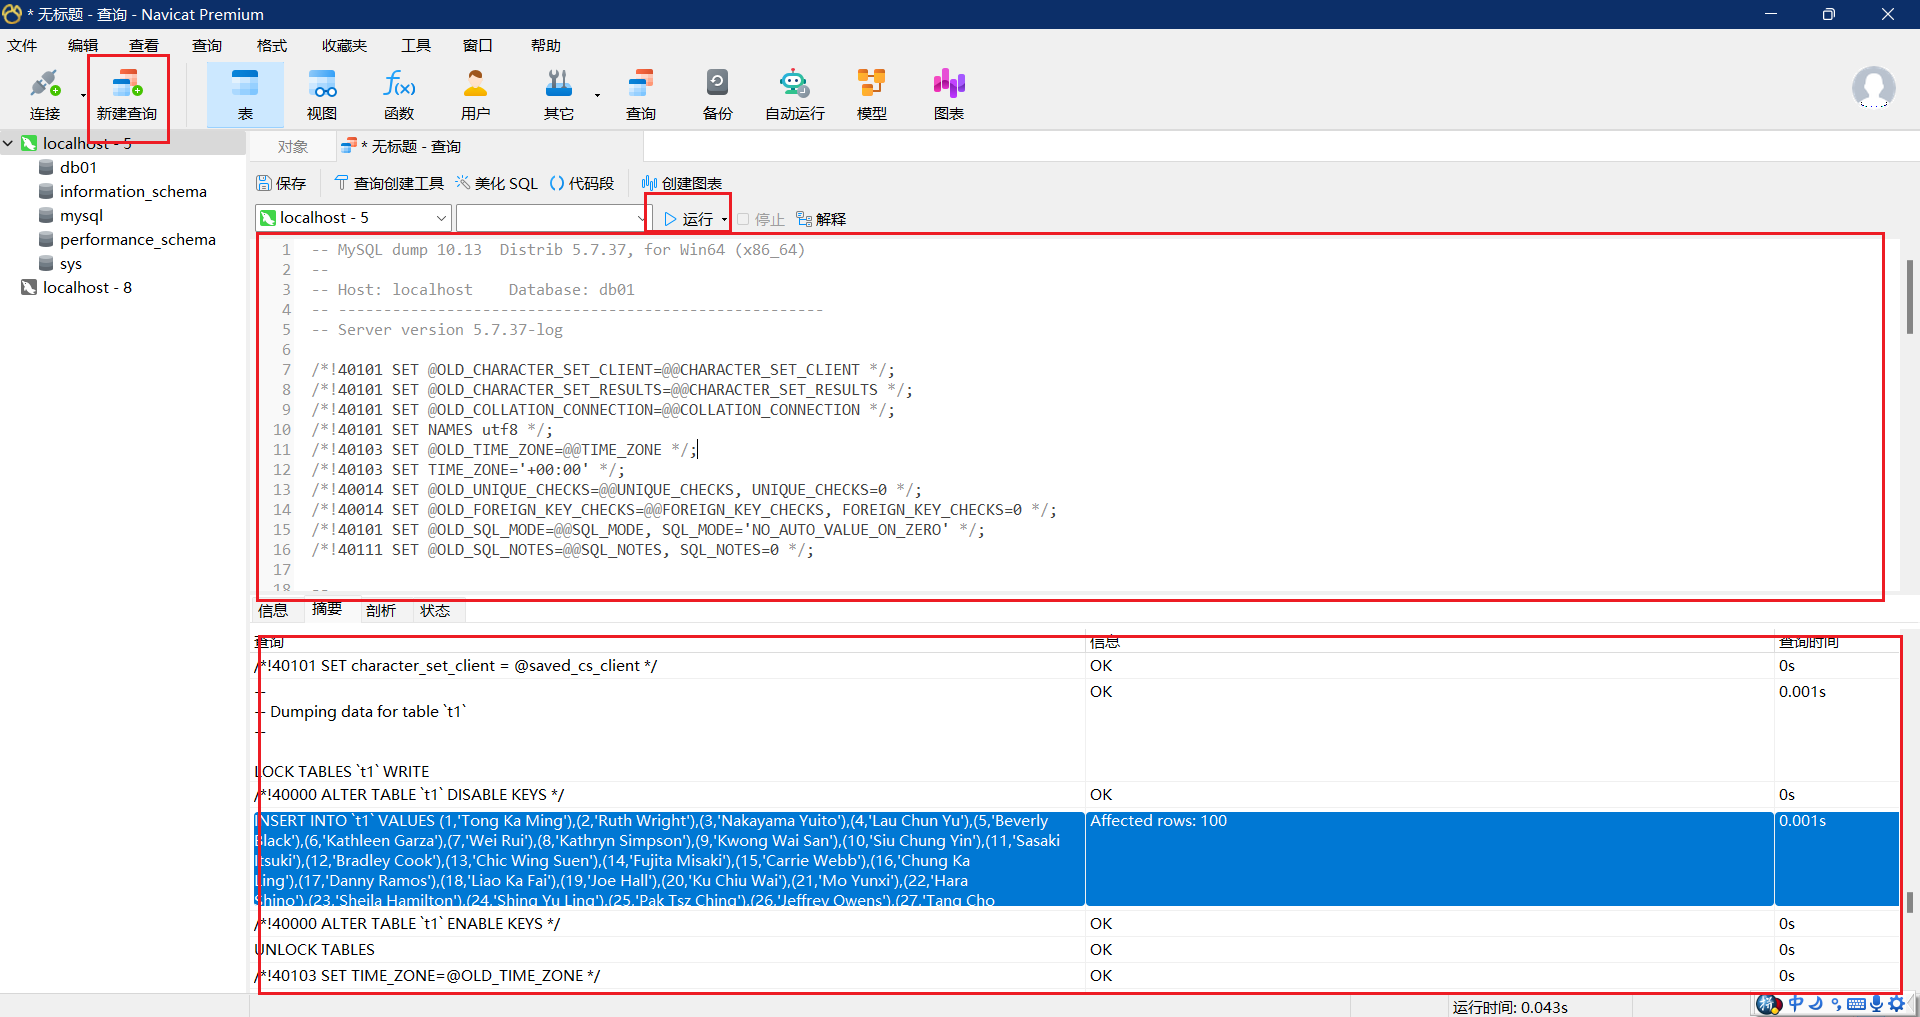 * 无标题 - 查询 - Navicat Premium
文件 编辑 查看 查询 格式 收藏夹 工具 窗口 帮助
连接 新建查询 表 视图 函数 用户 其它 查询 备份 自动运行 模型 图表
localhost - 5
db01
information_schema
mysql
performance_schema
sys
localhost - 8
对象 * 无标题 - 查询
保存 查询创建工具 美化 SQL () 代码段 创建图表
localhost - 5 运行 停止 解释
1 -- MySQL dump 10.13  Distrib 5.7.37, for Win64 (x86_64)
2 --
3 -- Host: localhost    Database: db01
4 -- ------------------------------------------------------
5 -- Server version 5.7.37-log
6
7 /*!40101 SET @OLD_CHARACTER_SET_CLIENT=@@CHARACTER_SET_CLIENT */;
8 /*!40101 SET @OLD_CHARACTER_SET_RESULTS=@@CHARACTER_SET_RESULTS */;
9 /*!40101 SET @OLD_COLLATION_CONNECTION=@@COLLATION_CONNECTION */;
10 /*!40101 SET NAMES utf8 */;
11 /*!40103 SET @OLD_TIME_ZONE=@@TIME_ZONE */;
12 /*!40103 SET TIME_ZONE='+00:00' */;
13 /*!40014 SET @OLD_UNIQUE_CHECKS=@@UNIQUE_CHECKS, UNIQUE_CHECKS=0 */;
14 /*!40014 SET @OLD_FOREIGN_KEY_CHECKS=@@FOREIGN_KEY_CHECKS, FOREIGN_KEY_CHECKS=0 */;
15 /*!40101 SET @OLD_SQL_MODE=@@SQL_MODE, SQL_MODE='NO_AUTO_VALUE_ON_ZERO' */;
16 /*!40111 SET @OLD_SQL_NOTES=@@SQL_NOTES, SQL_NOTES=0 */;
17
18 --
信息 摘要 剖析 状态
查询 信息 查询时间
/*!40101 SET character_set_client = @saved_cs_client */ OK 0s
-- OK 0.001s
-- Dumping data for table `t1`
--
LOCK TABLES `t1` WRITE
/*!40000 ALTER TABLE `t1` DISABLE KEYS */ OK 0s
INSERT INTO `t1` VALUES (1,'Tong Ka Ming'),(2,'Ruth Wright'),(3,'Nakayama Yuito'),(4,'Lau Chun Yu'),(5,'Beverly Affected rows: 100 0.001s
Black'),(6,'Kathleen Garza'),(7,'Wei Rui'),(8,'Kathryn Simpson'),(9,'Kwong Wai San'),(10,'Siu Chung Yin'),(11,'Sasaki
Itsuki'),(12,'Bradley Cook'),(13,'Chic Wing Suen'),(14,'Fujita Misaki'),(15,'Carrie Webb'),(16,'Chung Ka
Ling'),(17,'Danny Ramos'),(18,'Liao Ka Fai'),(19,'Joe Hall'),(20,'Ku Chiu Wai'),(21,'Mo Yunxi'),(22,'Hara
Shino'),(23,'Sheila Hamilton'),(24,'Shing Yu Ling'),(25,'Pak Tsz Ching'),(26,'Jeffrey Owens'),(27,'Tang Cho
/*!40000 ALTER TABLE `t1` ENABLE KEYS */ OK 0s
UNLOCK TABLES OK 0s
/*!40103 SET TIME_ZONE=@OLD_TIME_ZONE */ OK 0s
运行时间: 0.043s 中